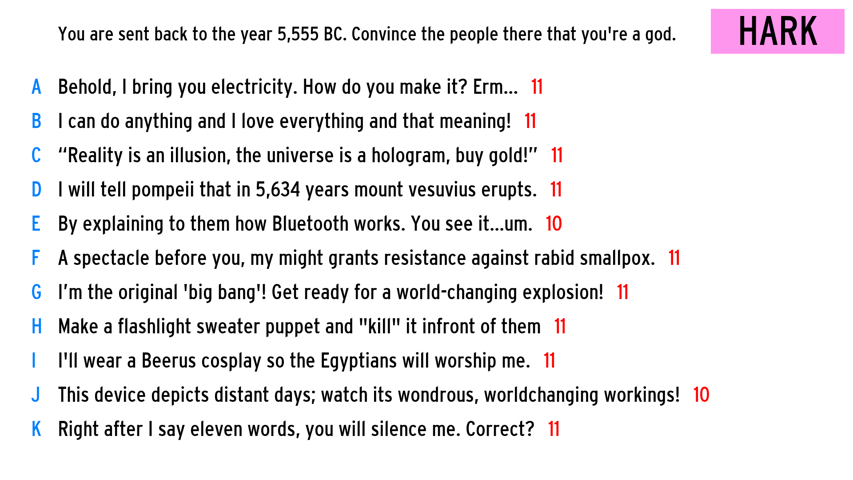 You are sent back to the year 5,555 BC. Convince the people there that you're a god.
HARK
A Behold, I bring you electricity. How do you make it? Erm... 11
B I can do anything and I love everything and that meaning! 11
C “Reality is an illusion, the universe is a hologram, buy gold!” 11
D I will tell pompeii that in 5,634 years mount vesuvius erupts. 11
E By explaining to them how Bluetooth works. You see it...um. 10
F A spectacle before you, my might grants resistance against rabid smallpox. 11
G I’m the original 'big bang'! Get ready for a world-changing explosion! 11
H Make a flashlight sweater puppet and "kill" it infront of them 11
I I'll wear a Beerus cosplay so the Egyptians will worship me. 11
J This device depicts distant days; watch its wondrous, worldchanging workings! 10
K Right after I say eleven words, you will silence me. Correct? 11